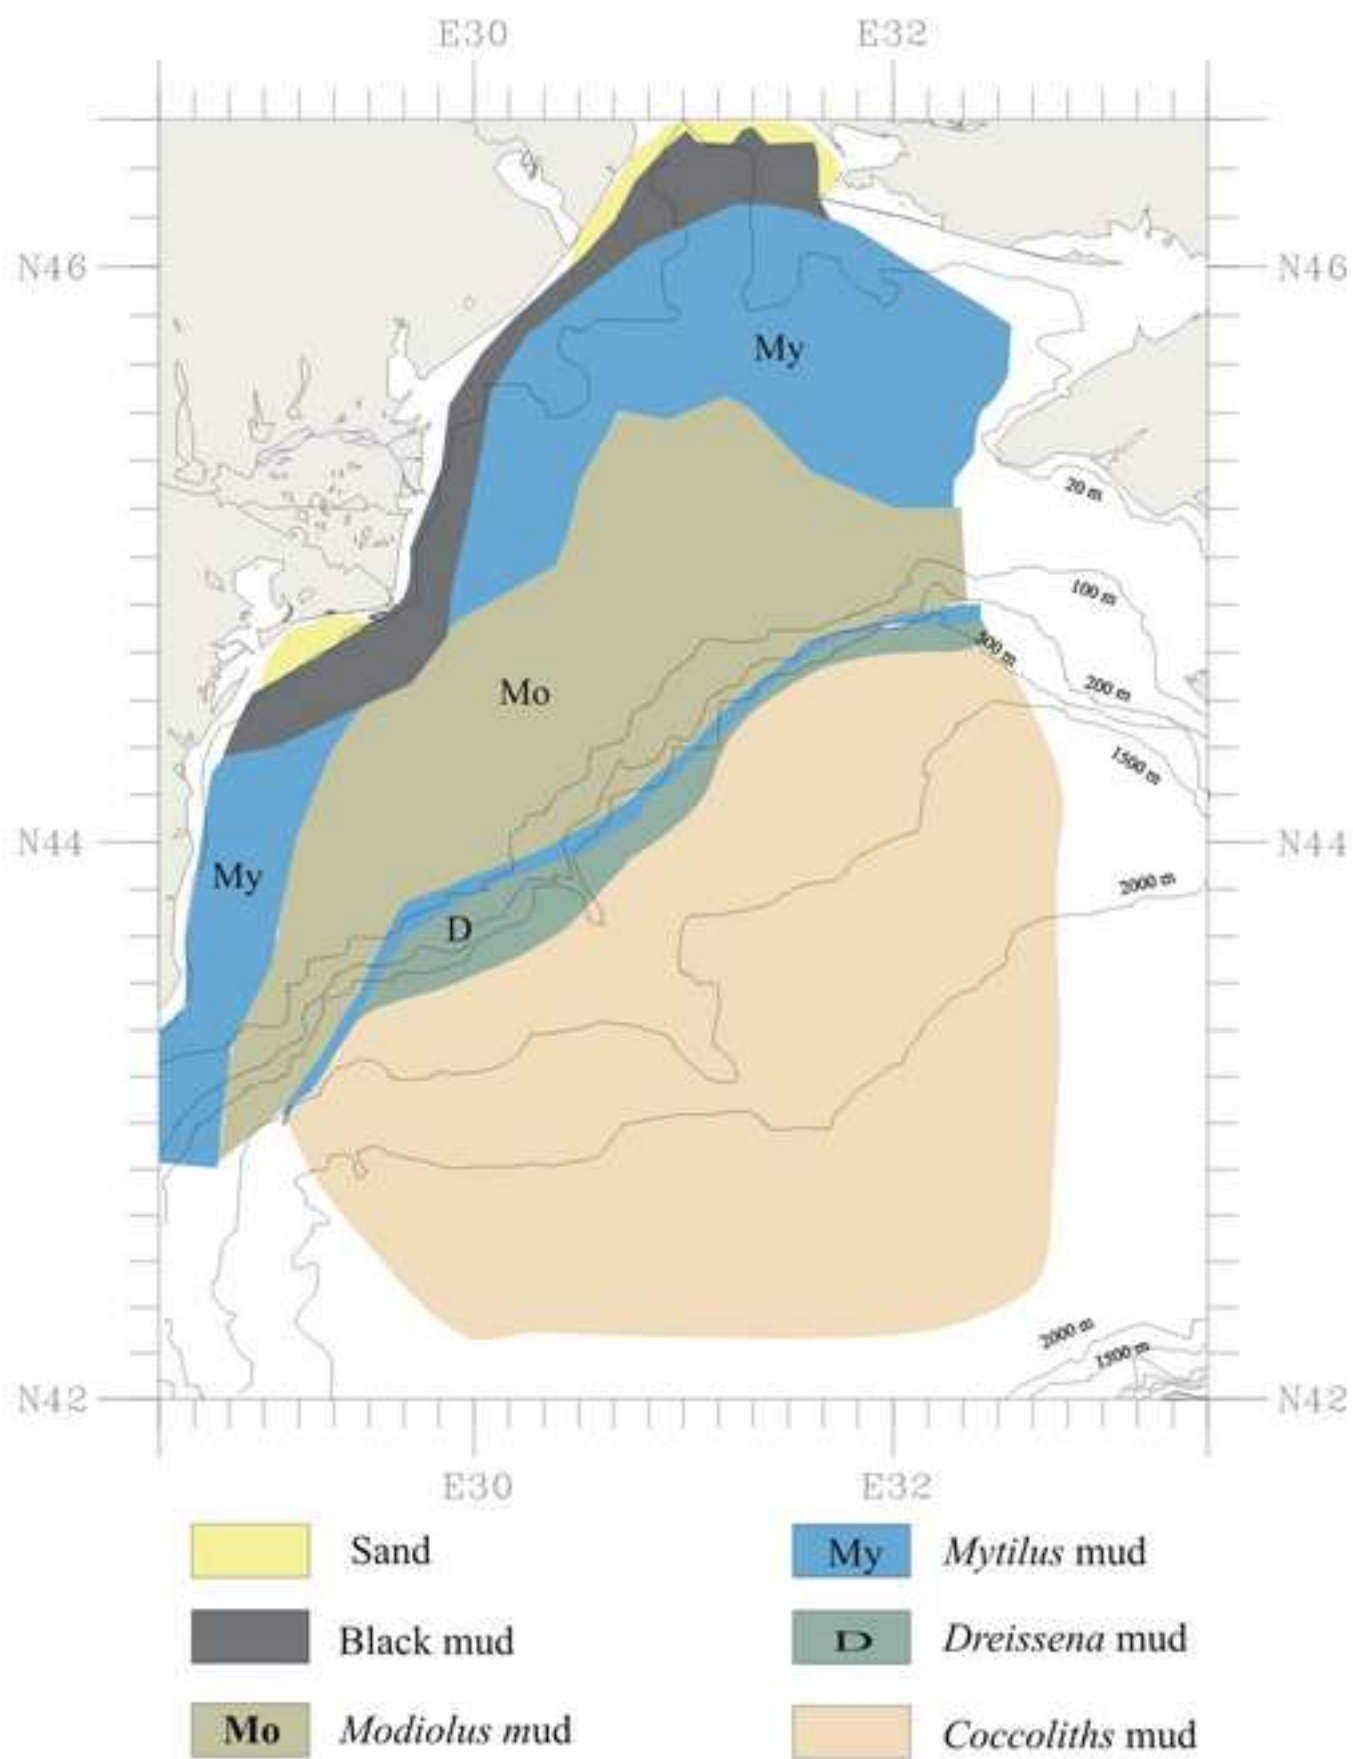 E30 E32
N46 N46
My
20 m
100 m
500 m
Mo
200 m
1500 m
N44 N44
My
2000 m
D
2000 m
1500 m
N42 N42
E30 E32
Sand My Mytilus mud
Black mud D Dreissena mud
Mo Modiolus mud Coccoliths mud